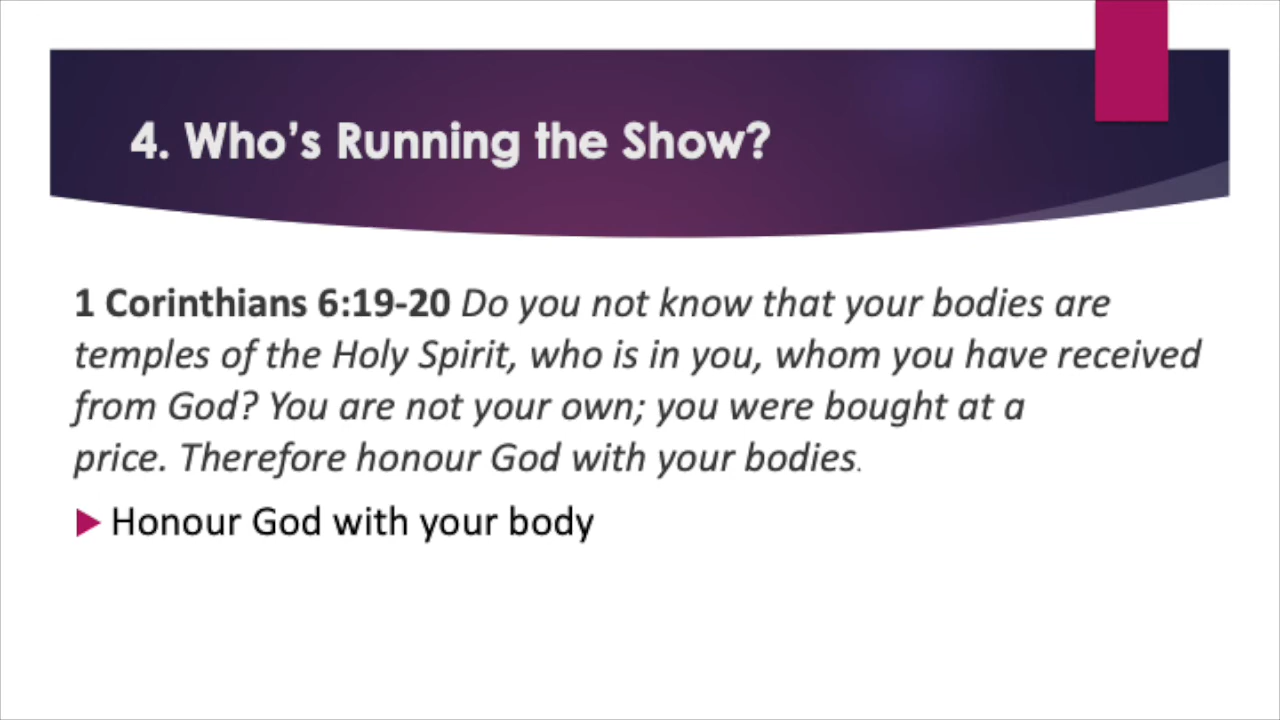 4. Who’s Running the Show?
1 Corinthians 6:19-20 Do you not know that your bodies are
temples of the Holy Spirit, who is in you, whom you have received
from God? You are not your own; you were bought at a
price. Therefore honour God with your bodies.
Honour God with your body